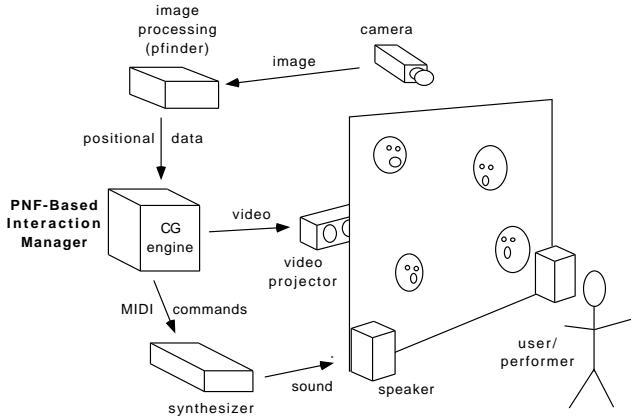 image
processing
(pfinder)
camera
image
positional data
PNF-Based
Interaction
Manager
CG
engine
video
video
projector
MIDI commands
user/
performer
sound
speaker
synthesizer